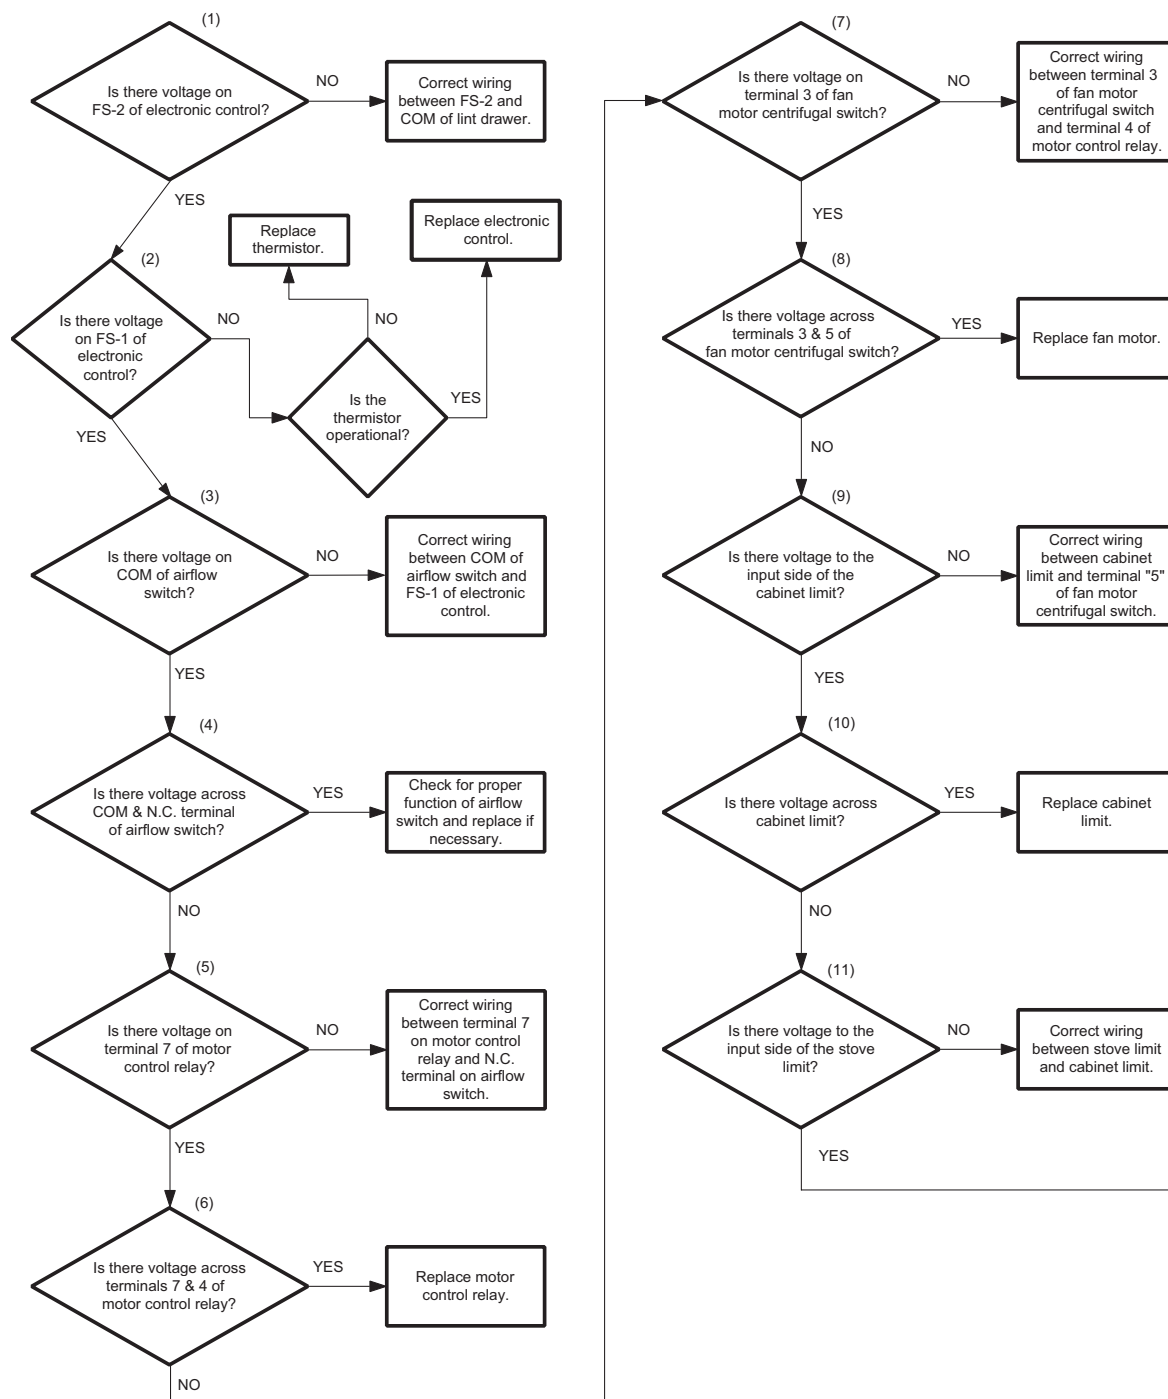 (1)
Is there voltage on
FS-2 of electronic control?
NO
Correct wiring
between FS-2 and
COM of lint drawer.
YES
(2)
Is there voltage
on FS-1 of
electronic
control?
NO
Replace
thermistor.
Replace electronic
control.
NO
Is the
thermistor
operational?
YES
YES
(3)
Is there voltage on
COM of airflow
switch?
NO
Correct wiring
between COM of
airflow switch and
FS-1 of electronic
control.
YES
(4)
Is there voltage across
COM & N.C. terminal
of airflow switch?
YES
Check for proper
function of airflow
switch and replace if
necessary.
NO
(5)
Is there voltage on
terminal 7 of motor
control relay?
NO
Correct wiring
between terminal 7
on motor control
relay and N.C.
terminal on airflow
switch.
YES
(6)
Is there voltage across
terminals 7 & 4 of
motor control relay?
YES
Replace motor
control relay.
NO
(7)
Is there voltage on
terminal 3 of fan
motor centrifugal switch?
NO
Correct wiring
between terminal 3
of fan motor
centrifugal switch
and terminal 4 of
motor control relay.
YES
(8)
Is there voltage across
terminals 3 & 5 of
fan motor centrifugal switch?
YES
Replace fan motor.
NO
(9)
Is there voltage to the
input side of the
cabinet limit?
NO
Correct wiring
between cabinet
limit and terminal "5"
of fan motor
centrifugal switch.
YES
(10)
Is there voltage across
cabinet limit?
YES
Replace cabinet
limit.
NO
(11)
Is there voltage to the
input side of the stove
limit?
NO
Correct wiring
between stove limit
and cabinet limit.
YES